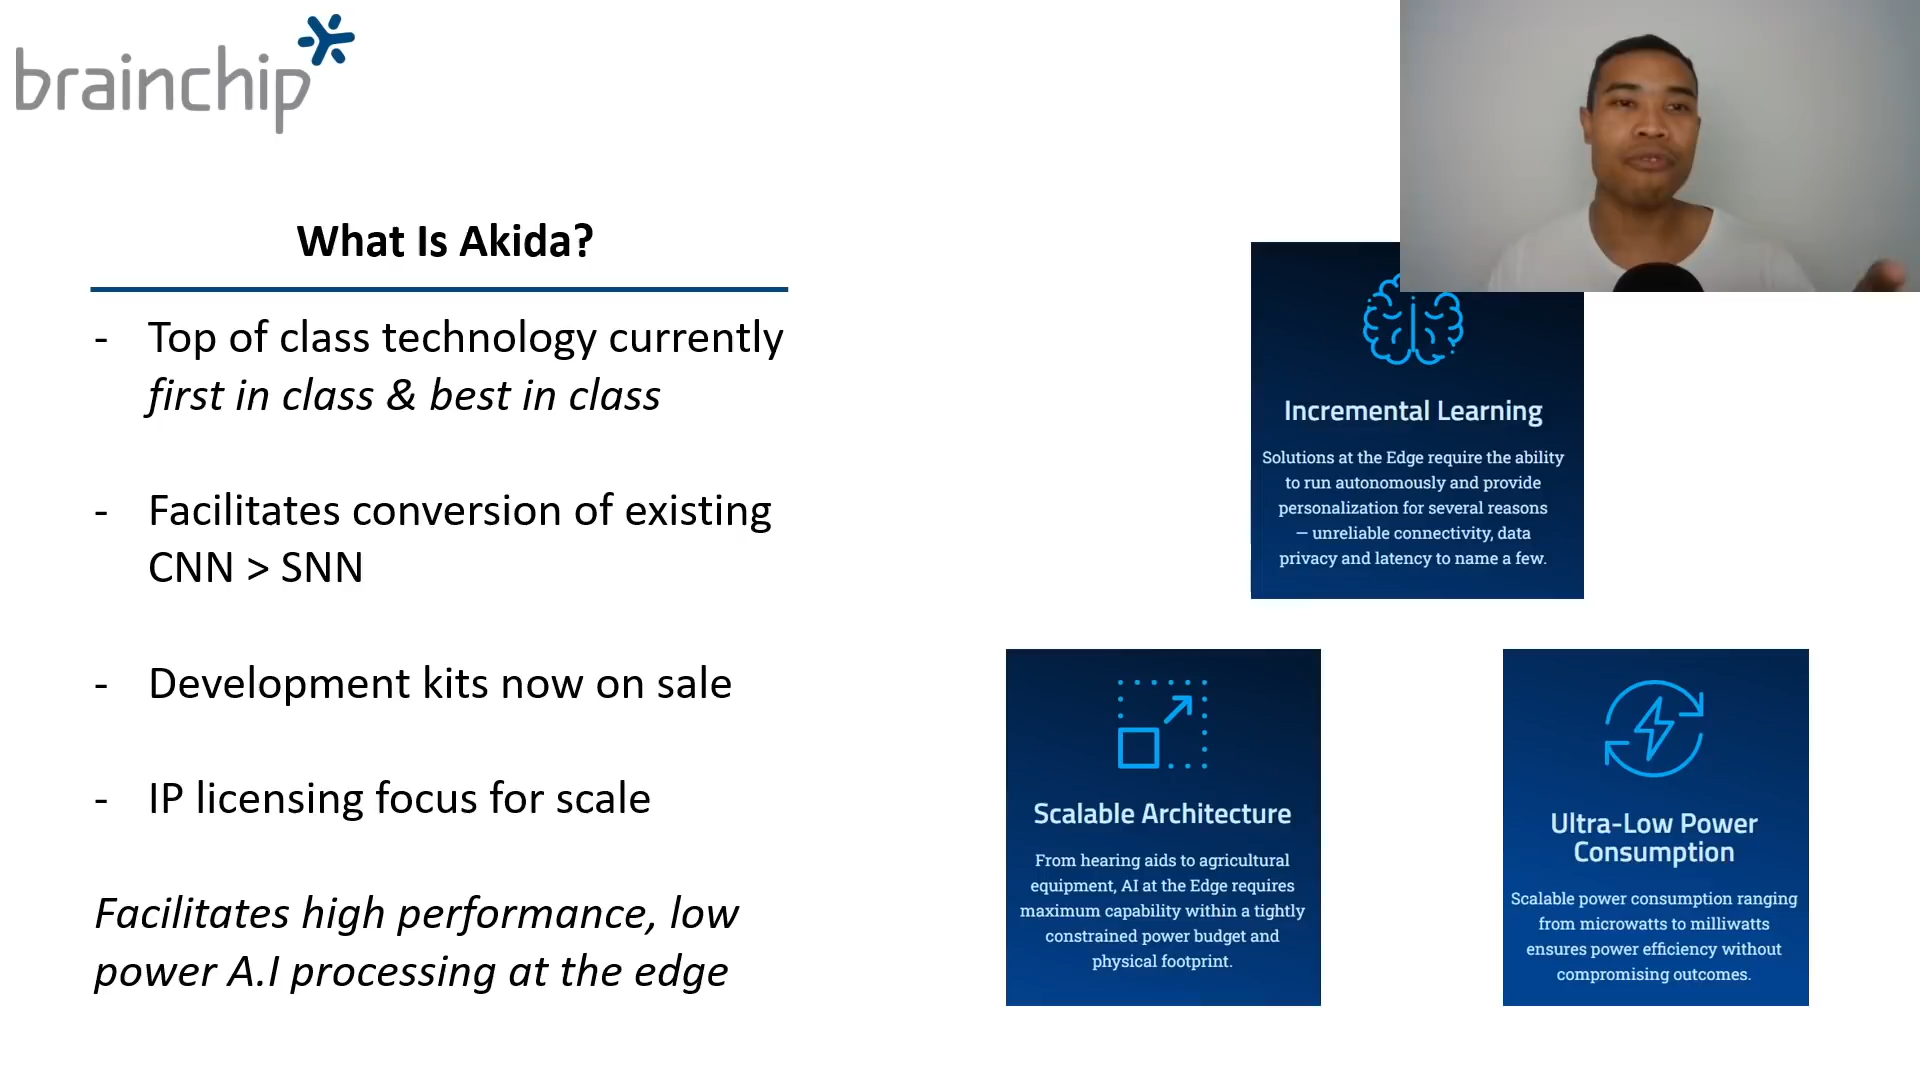 brainchip
What Is Akida?
- Top of class technology currently
first in class & best in class
- Facilitates conversion of existing
CNN > SNN
- Development kits now on sale
- IP licensing focus for scale
Facilitates high performance, low
power A.I processing at the edge
Incremental Learning
Solutions at the Edge require the ability
to run autonomously and provide
personalization for several reasons
— unreliable connectivity, data
privacy and latency to name a few.
Scalable Architecture
From hearing aids to agricultural
equipment, AI at the Edge requires
maximum capability within a tightly
constrained power budget and
physical footprint.
Ultra-Low Power
Consumption
Scalable power consumption ranging
from microwatts to milliwatts
ensures power efficiency without
compromising outcomes.